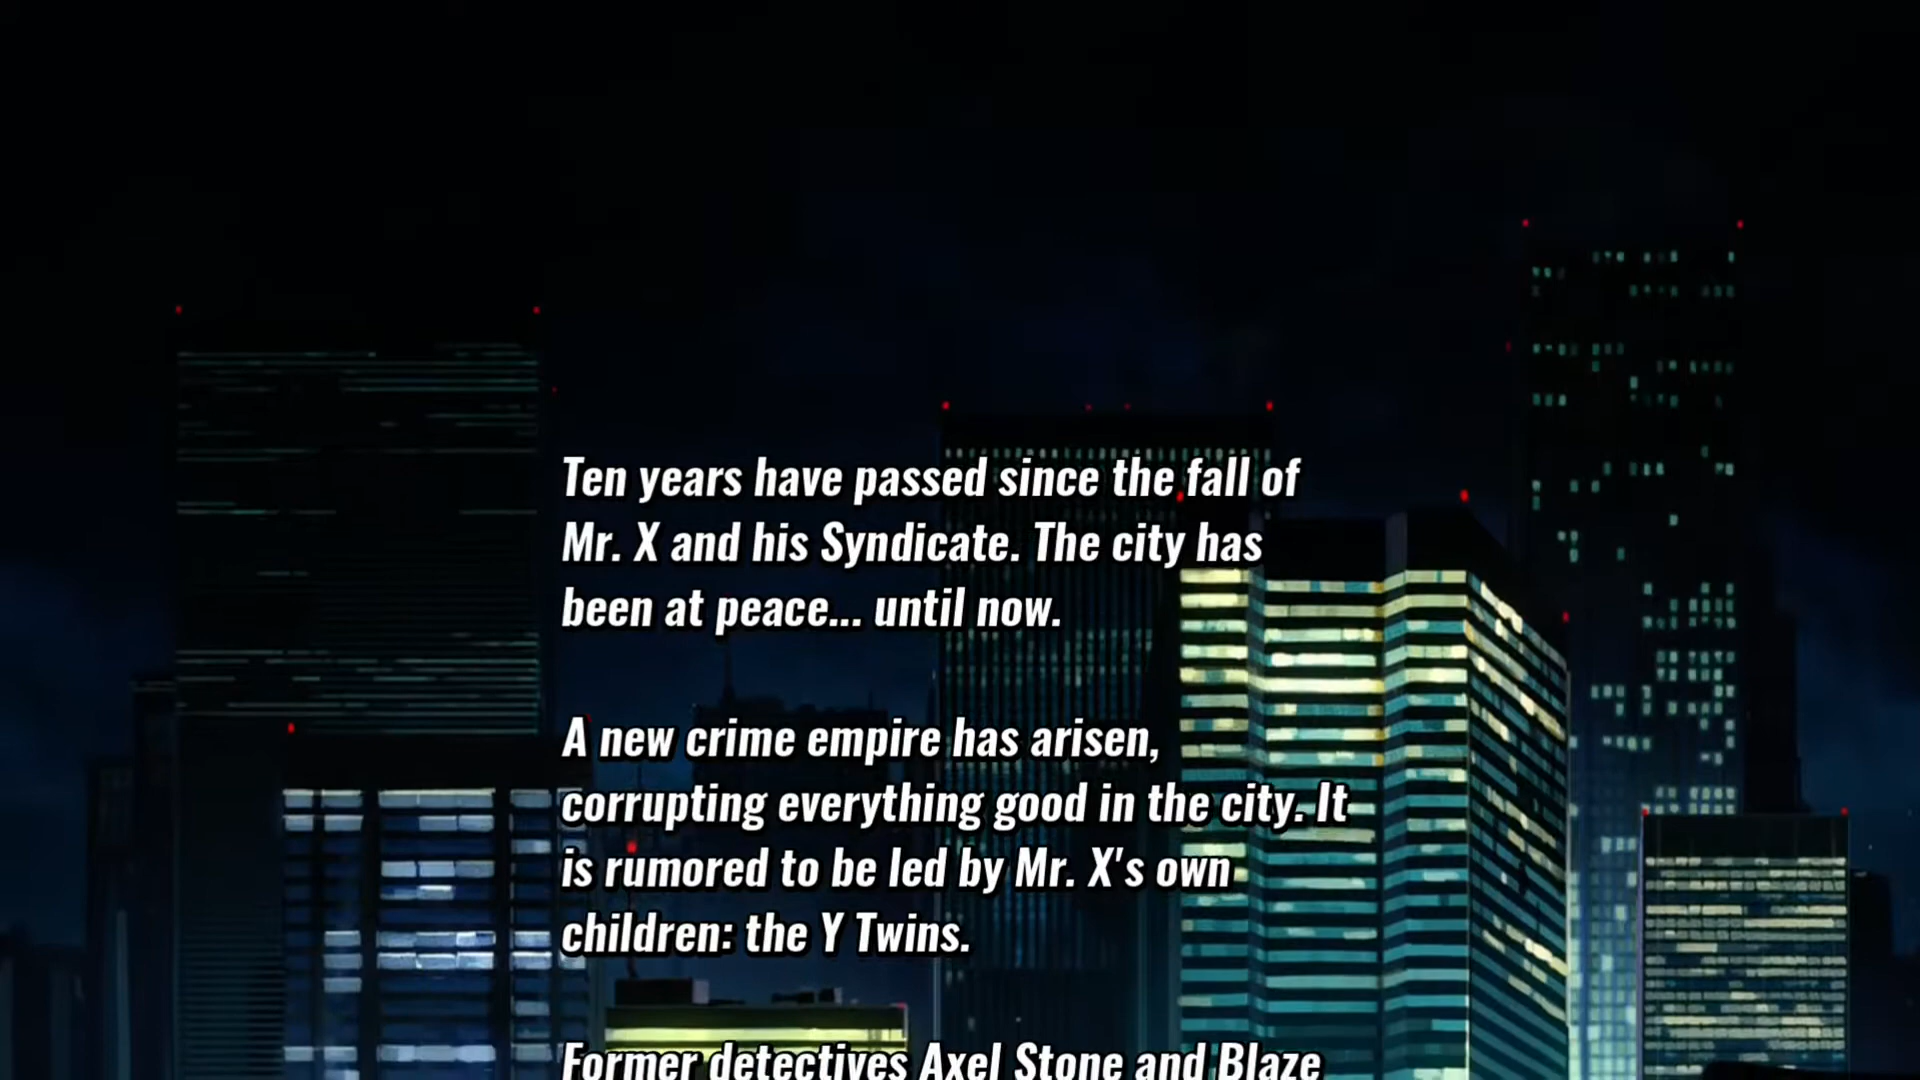 Ten years have passed since the fall of
Mr. X and his Syndicate. The city has
been at peace... until now.
A new crime empire has arisen,
corrupting everything good in the city. It
is rumored to be led by Mr. X's own
children: the Y Twins.
Former detectives Axel Stone and Blaze